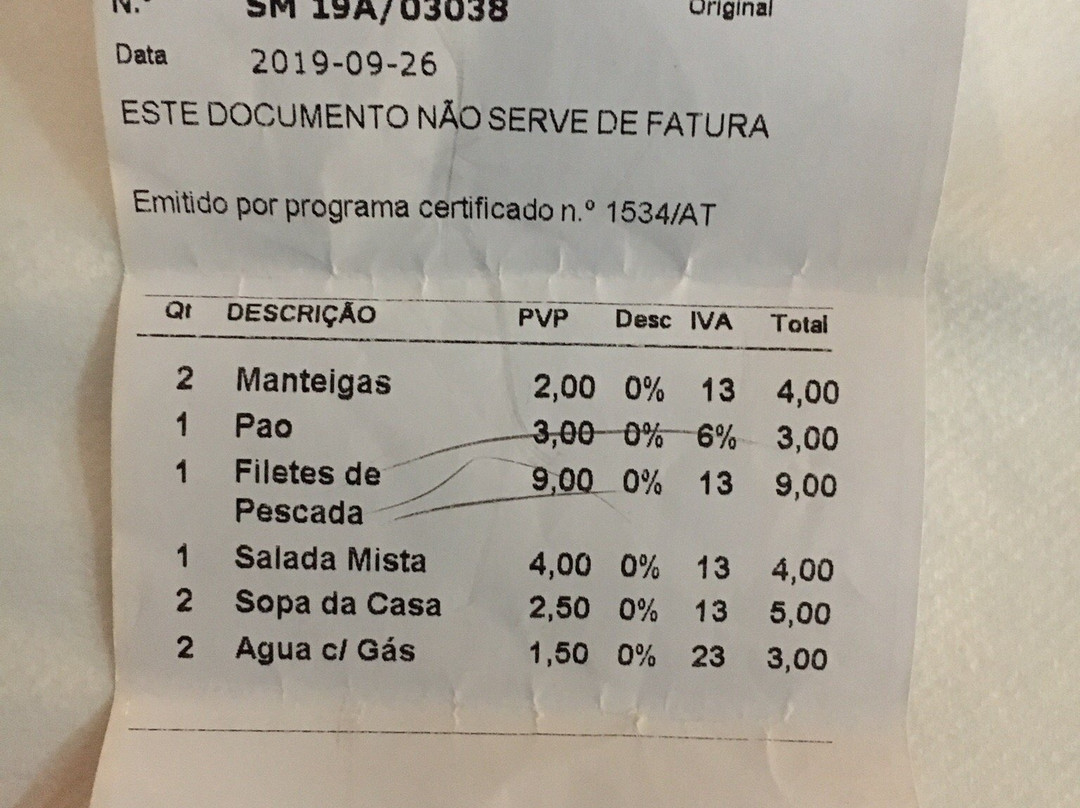 N.º SM 19A/03038 Original
Data 2019-09-26
ESTE DOCUMENTO NÃO SERVE DE FATURA
Emitido por programa certificado n.º 1534/AT
Qt DESCRIÇÃO PVP Desc IVA Total
2 Manteigas 2,00 0% 13 4,00
1 Pao 3,00 0% 6% 3,00
1 Filetes de 9,00 0% 13 9,00
Pescada
1 Salada Mista 4,00 0% 13 4,00
2 Sopa da Casa 2,50 0% 13 5,00
2 Agua c/ Gás 1,50 0% 23 3,00